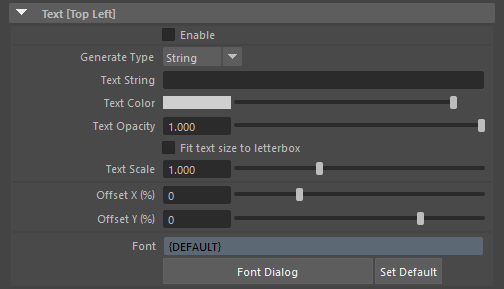 Text [Top Left]
Enable
Generate Type String
Text String
Text Color
Text Opacity 1.000
Fit text size to letterbox
Text Scale 1.000
Offset X (%) 0
Offset Y (%) 0
Font {DEFAULT}
Font Dialog Set Default